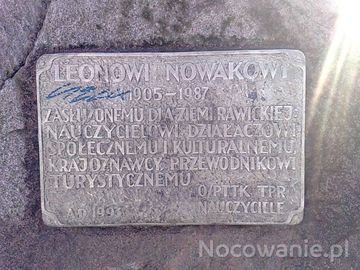 LEONOWI NOWAKOWI
1905-1987
ZASŁUŻONEMU DLA ZIEMI RAWICKIEJ:
NAUCZYCIELOWI, DZIAŁACZOWI
SPOŁECZNEMU I KULTURALNEMU,
KRAJOZNAWCY, PRZEWODNIKOWI
TURYSTYCZNEMU
O/PTTK, TPR
NAUCZYCIELE
Nocowanie.pl